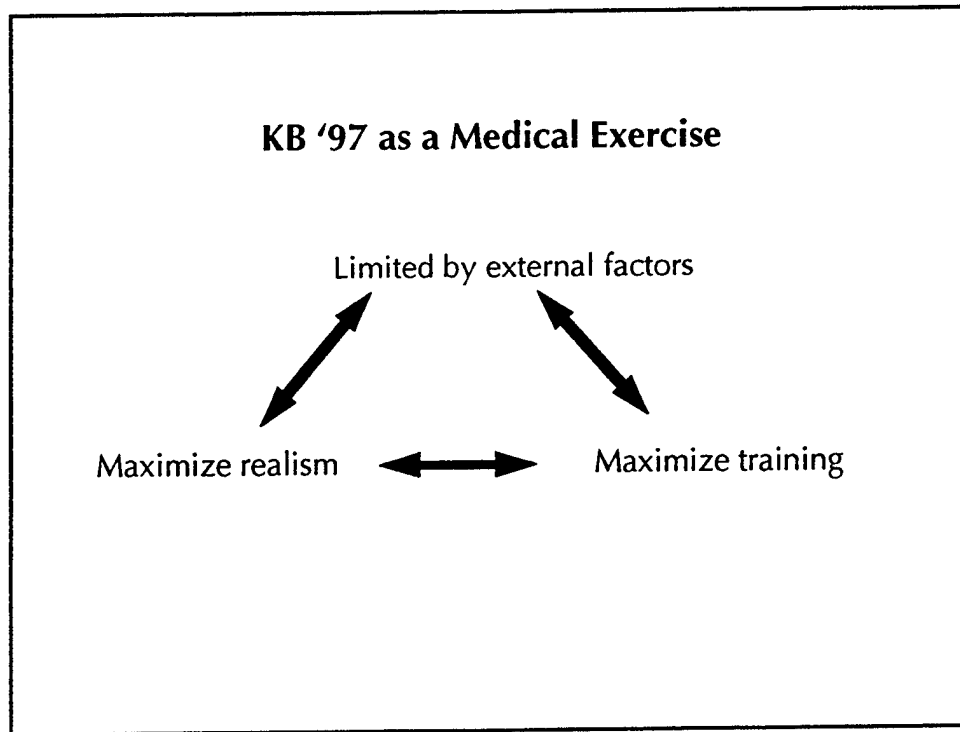 KB ‘97 as a Medical Exercise
Limited by external factors
Maximize realism
Maximize training